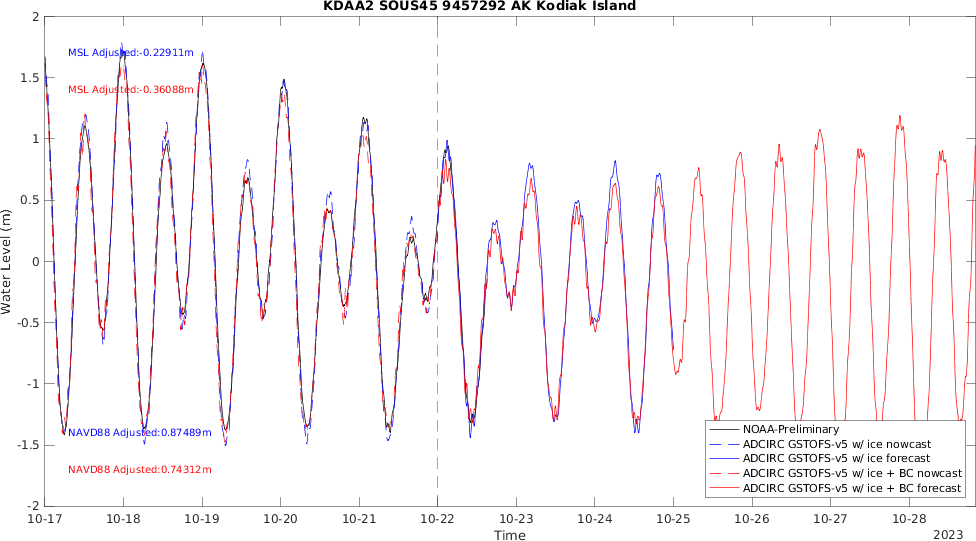 KDAA2 SOUS45 9457292 AK Kodiak Island
2
1.5
1
0.5
0
-0.5
-1
-1.5
-2
Water Level (m)
MSL Adjusted:-0.22911m
MSL Adjusted:-0.36088m
NAVD88 Adjusted:0.87489m
NAVD88 Adjusted:0.74312m
NOAA-Preliminary
ADCIRC GSTOFS-v5 w/ ice nowcast
ADCIRC GSTOFS-v5 w/ ice forecast
ADCIRC GSTOFS-v5 w/ ice + BC nowcast
ADCIRC GSTOFS-v5 w/ ice + BC forecast
10-17 10-18 10-19 10-20 10-21 10-22 10-23 10-24 10-25 10-26 10-27 10-28
Time
2023